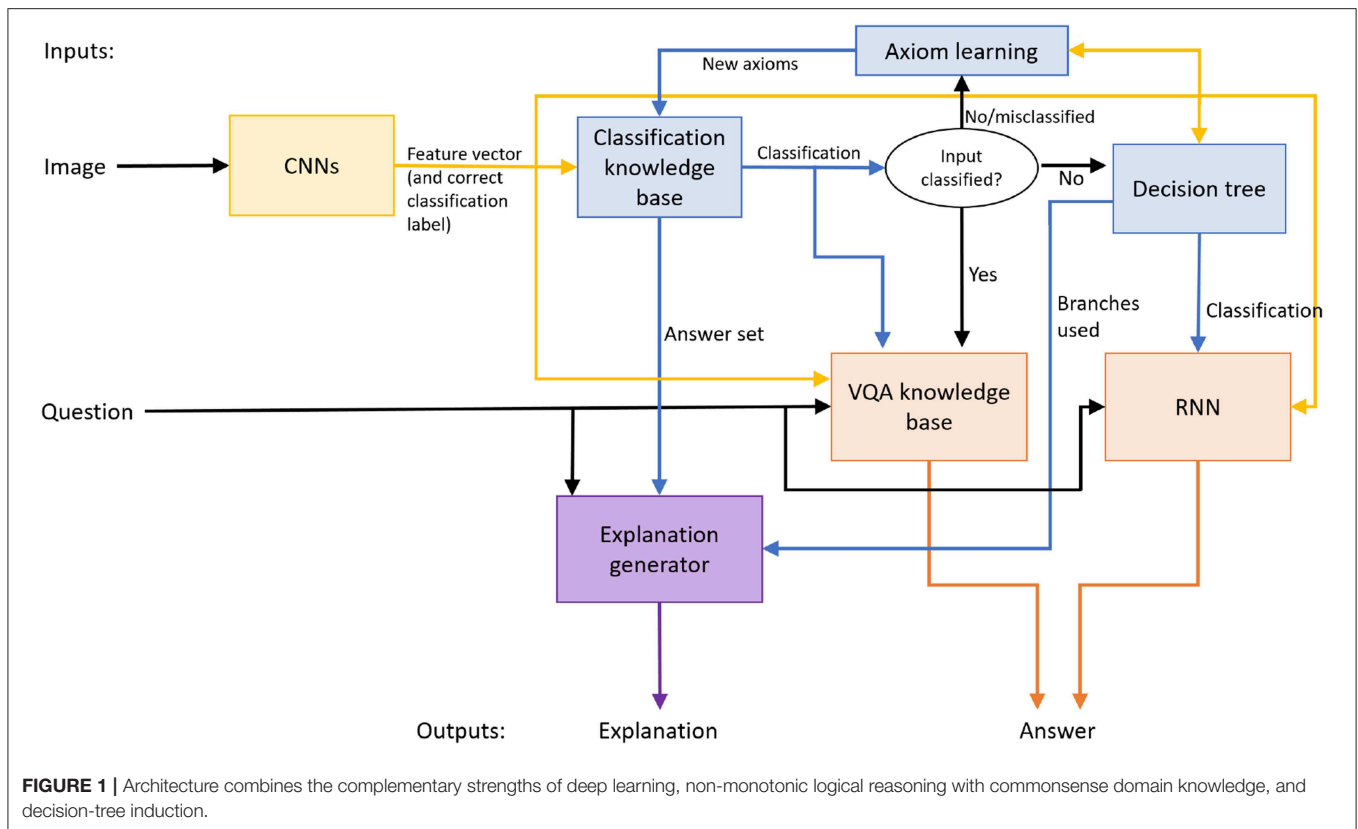 Inputs:
Axiom learning
New axioms
No/misclassified
Image
CNNs
Feature vector
(and correct
classification
label)
Classification
knowledge
base
Classification
Input
classified?
No
Decision tree
Yes
Branches
used
Classification
Answer set
Question
VQA knowledge
base
RNN
Explanation
generator
Outputs:
Explanation
Answer
FIGURE 1 | Architecture combines the complementary strengths of deep learning, non-monotonic logical reasoning with commonsense domain knowledge, and
decision-tree induction.